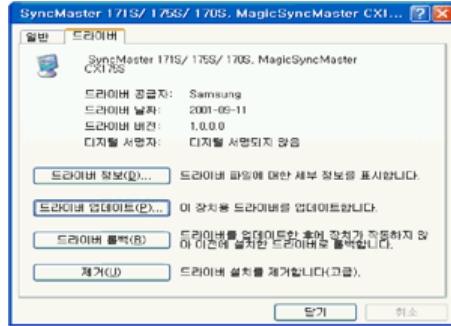 SyncMaster 171S/ 175S/ 170S, MagicSyncMaster CX1...
일반
드라이버
SyncMaster 171S/ 175S/ 170S, MagicSyncMaster
CX175S
드라이버 공급자: Samsung
드라이버 날짜: 2001-09-11
드라이버 버전: 1.0.0.0
디지털 서명자: 디지털 서명되지 않음
드라이버 정보(D)... 드라이버 파일에 대한 세부 정보를 표시합니다.
드라이버 업데이트(P)... 이 장치용 드라이버를 업데이트합니다.
드라이버 롤백(R) 드라이버를 업데이트한 후에 장치가 작동하지 않
아 이전에 설치한 드라이버로 롤백합니다.
제거(U) 드라이버 설치를 제거합니다(고급).
닫기 취소